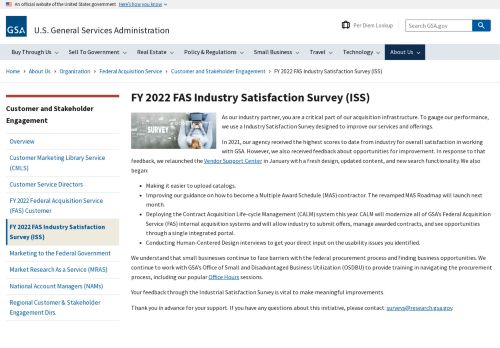 An official website of the United States government Here's how you know
GSA
U.S. General Services Administration
Per Diem Lookup
Search GSA.gov
Buy Through Us
Sell To Government
Real Estate
Policy & Regulations
Small Business
Travel
Technology
About Us
Home › About Us › Organization › Federal Acquisition Service › Customer and Stakeholder Engagement › FY 2022 FAS Industry Satisfaction Survey (ISS)
Customer and Stakeholder
Engagement
Overview
Customer Marketing Library Service
(CMLS)
Customer Service Directors
FY 2022 Federal Acquisition Service
(FAS) Customer
FY 2022 FAS Industry Satisfaction
Survey (ISS)
Marketing to the Federal Government
Market Research As a Service (MRAS)
National Account Managers (NAMs)
Regional Customer & Stakeholder
Engagement Dirs.
FY 2022 FAS Industry Satisfaction Survey (ISS)
SURVEY
As our industry partner, you are a critical part of our acquisition infrastructure. To gauge our performance,
we use a Industry Satisfaction Survey designed to improve our services and offerings.
In 2021, our agency received the highest scores to date from industry for overall satisfaction in working
with GSA. However, we also received feedback about opportunities for improvement. In response to that
feedback, we relaunched the Vendor Support Center in January with a fresh design, updated content, and new search functionality. We also
began:
• Making it easier to upload catalogs.
• Improving our guidance on how to become a Multiple Award Schedule (MAS) contractor. The revamped MAS Roadmap will launch next
month.
• Deploying the Contract Acquisition Life-cycle Management (CALM) system this year. CALM will modernize all of GSA's Federal Acquisition
Service (FAS) internal acquisition systems and will allow industry to submit offers, manage awarded contracts, and see opportunities
through a single integrated portal.
• Conducting Human-Centered Design interviews to get your direct input on the usability issues you identified.
We understand that small businesses continue to face barriers with the federal procurement process and finding business opportunities. We
continue to work with GSA's Office of Small and Disadvantaged Business Utilization (OSDBU) to provide training in navigating the procurement
process, including our popular Office Hours sessions.
Your feedback through the Industrial Satisfaction Survey is vital to make meaningful improvements.
Thank you in advance for your support. If you have any questions about this initiative, please contact: surveys@research.gsa.gov.